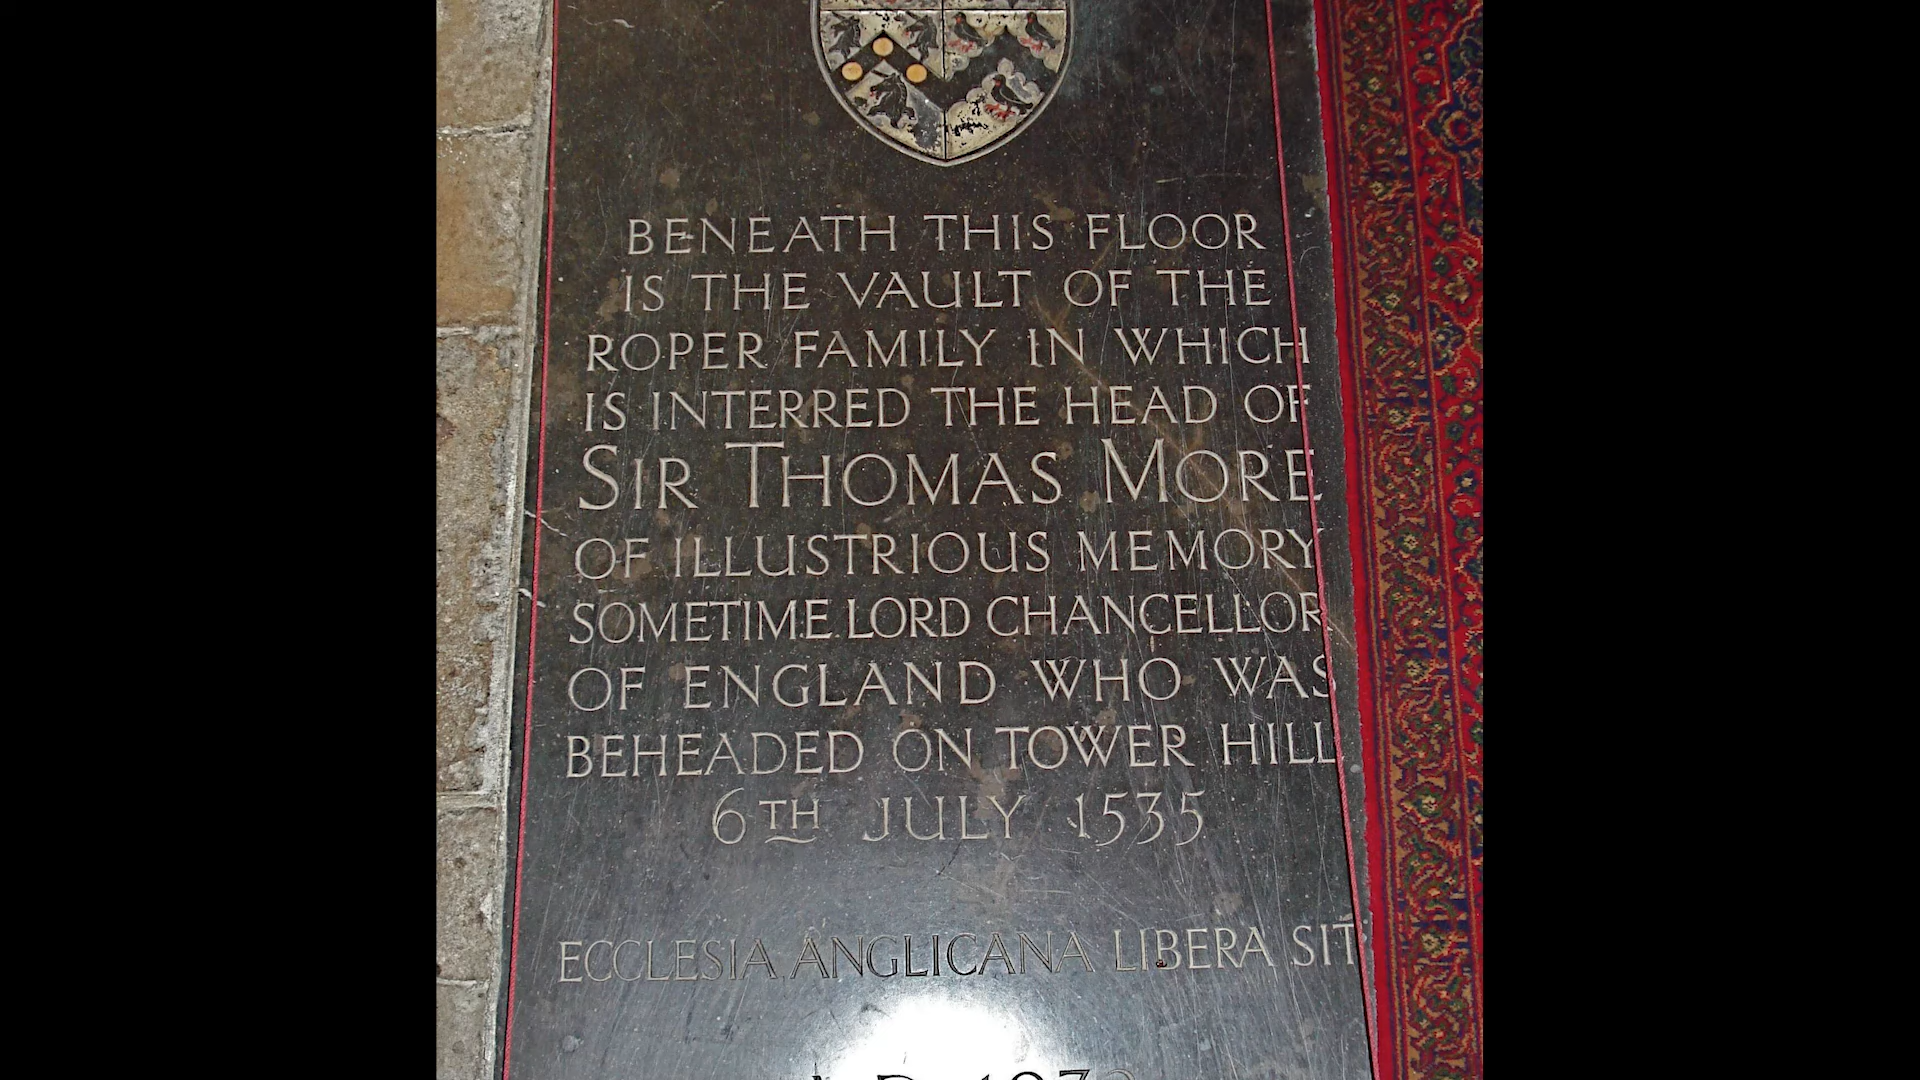 BENEATH THIS FLOOR
IS THE VAULT OF THE
ROPER FAMILY IN WHICH
IS INTERRED THE HEAD OF
SIR THOMAS MORE
OF ILLUSTRIOUS MEMORY
SOMETIME LORD CHANCELLOR
OF ENGLAND WHO WAS
BEHEADED ON TOWER HILL
6TH JULY 1535
ECCLESIA ANGLICANA LIBERA SIT